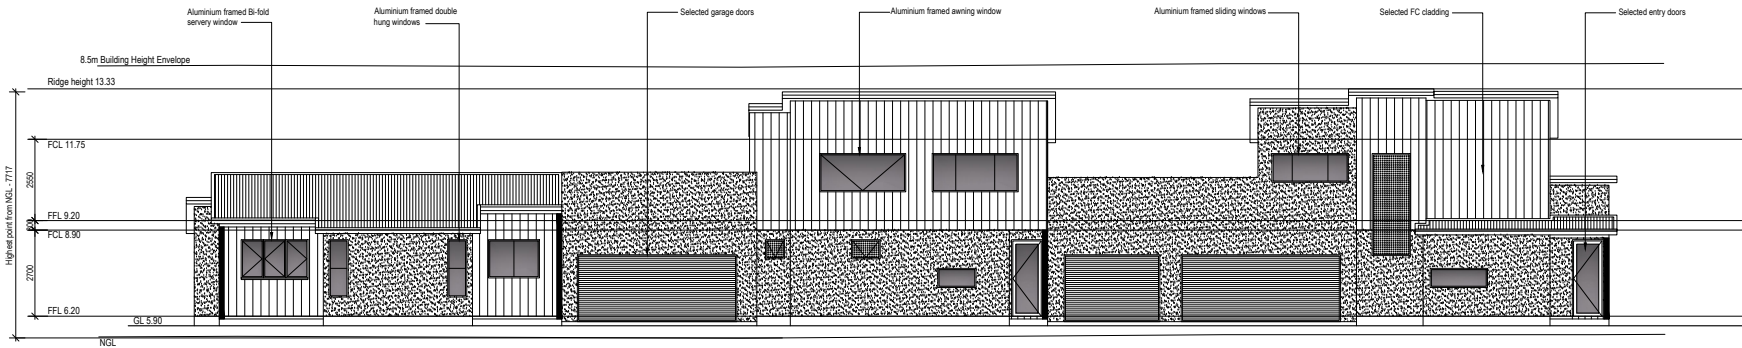 Aluminium framed Bi-fold
servery window
Aluminium framed double
hung windows
Selected garage doors
Aluminium framed awning window
Aluminium framed sliding windows
Selected FC cladding
Selected entry doors
8.5m Building Height Envelope
Ridge height 13.33
FCL 11.75
2550
FFL 9.20
FCL 8.90
2700
FFL 6.20
GL 5.90
NGL
Highest point from NGL - 7717